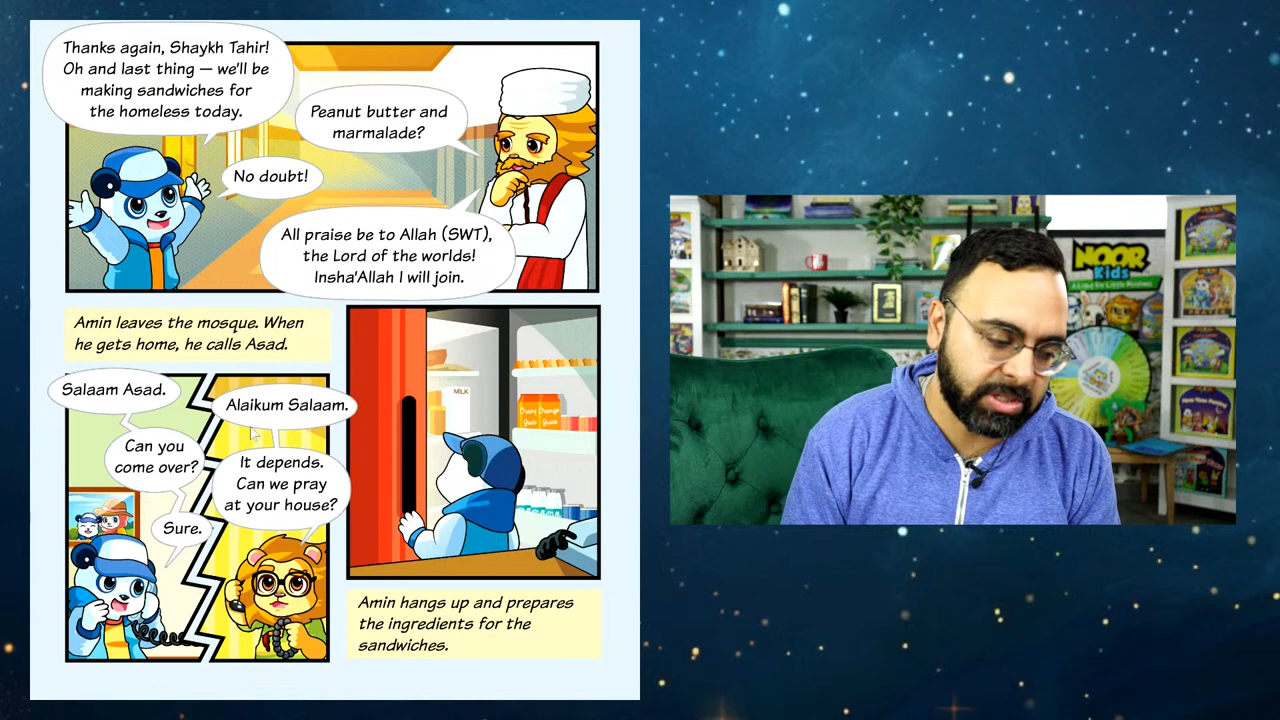 Thanks again, Shaykh Tahir!
Oh and last thing — we'll be
making sandwiches for
the homeless today.
Peanut butter and
marmalade?
No doubt!
All praise be to Allah (SWT),
the Lord of the worlds!
Insha'Allah I will join.
Amin leaves the mosque. When
he gets home, he calls Asad.
Salaam Asad.
Alaikum Salaam.
Can you
come over?
It depends.
Can we pray
at your house?
Sure.
MILK
Amin hangs up and prepares
the ingredients for the
sandwiches.
NOOR
Kids